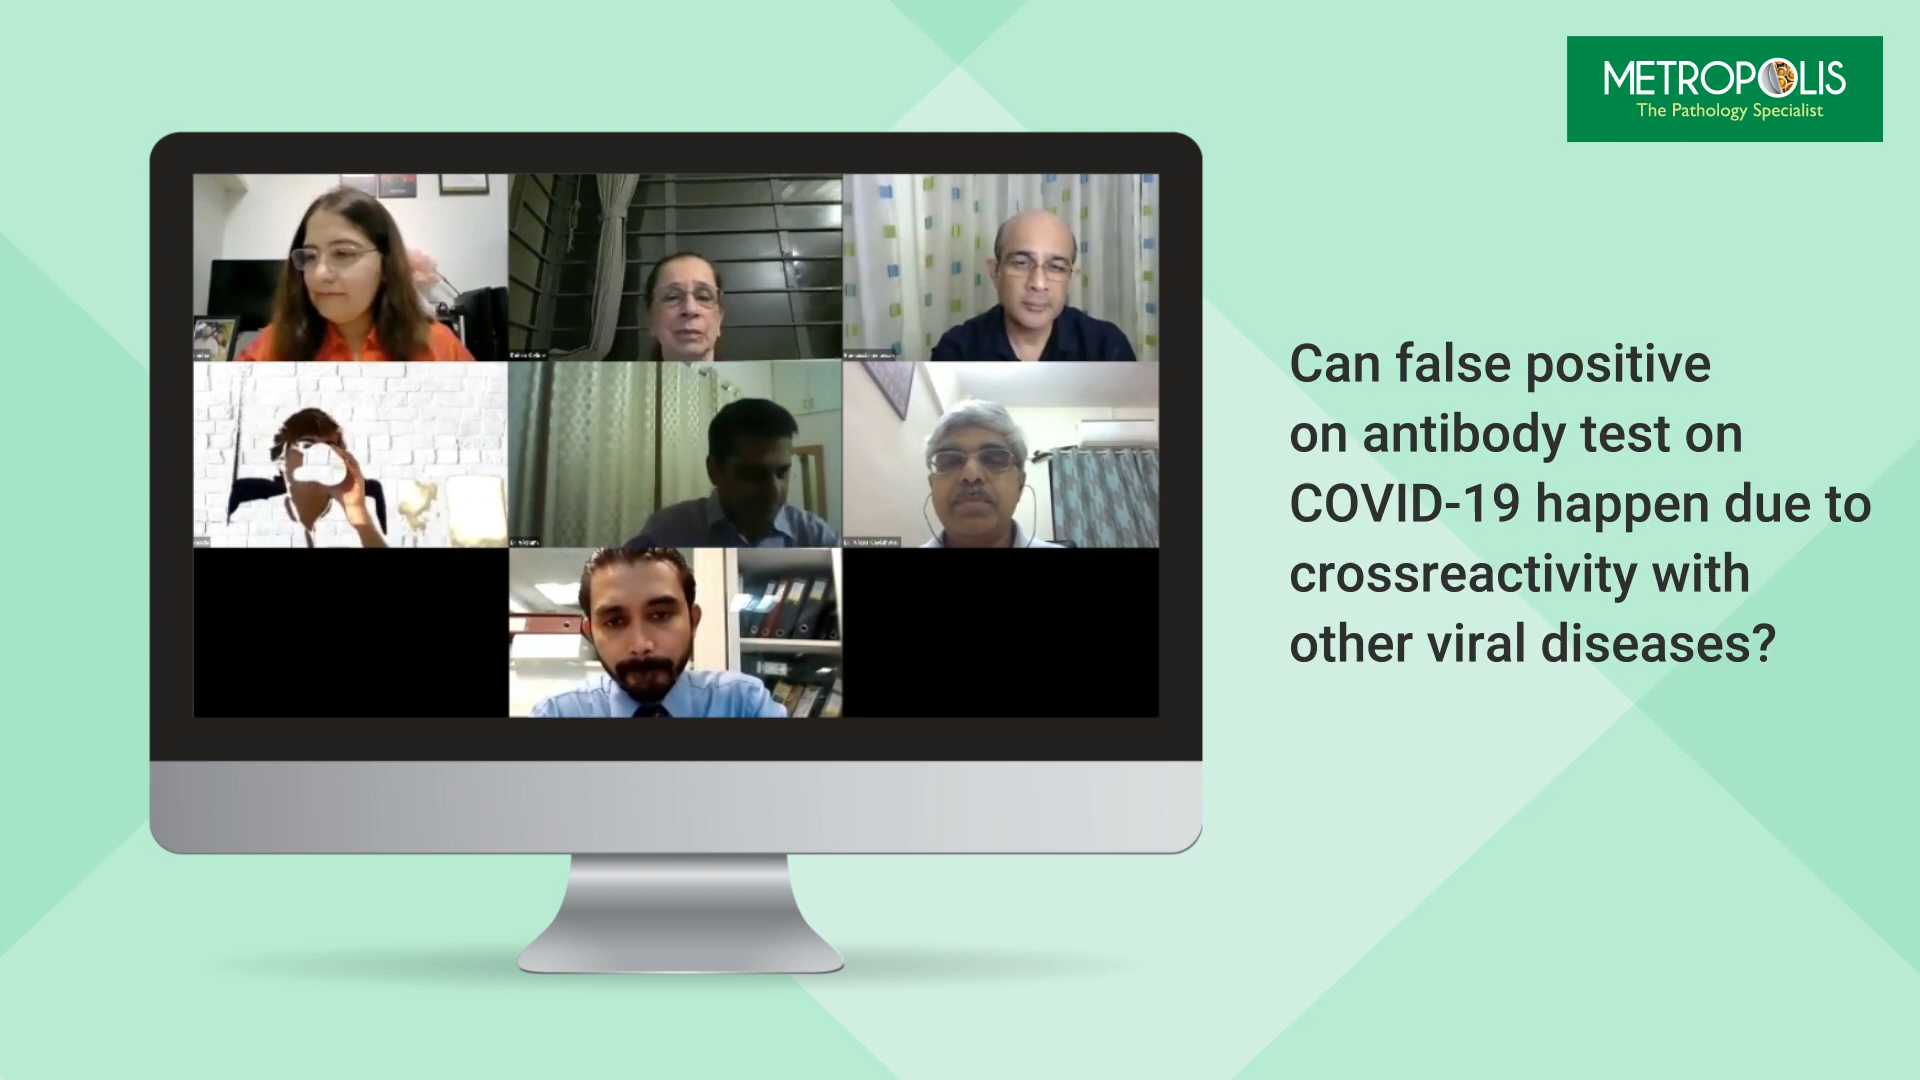 METROPOLIS
The Pathology Specialist
Can false positive
on antibody test on
COVID-19 happen due to
crossreactivity with
other viral diseases?